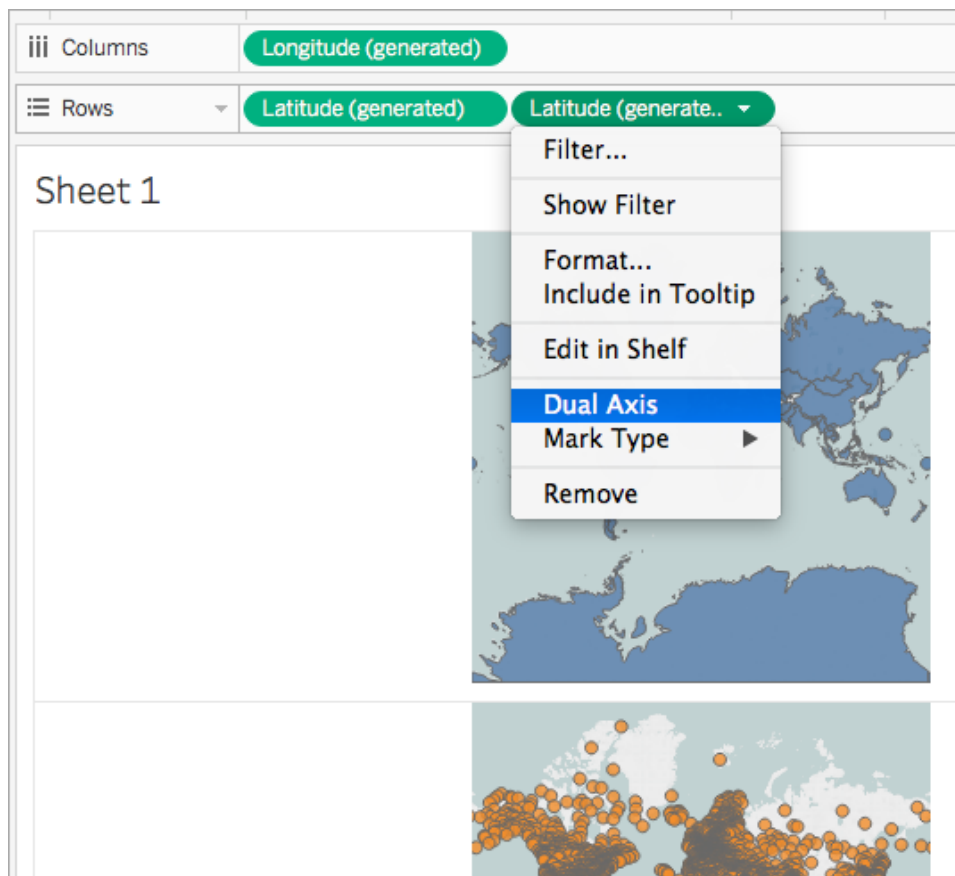 Columns
Longitude (generated)
Rows
Latitude (generated)
Latitude (generate..
Filter...
Show Filter
Format...
Include in Tooltip
Edit in Shelf
Dual Axis
Mark Type
Remove
Sheet 1